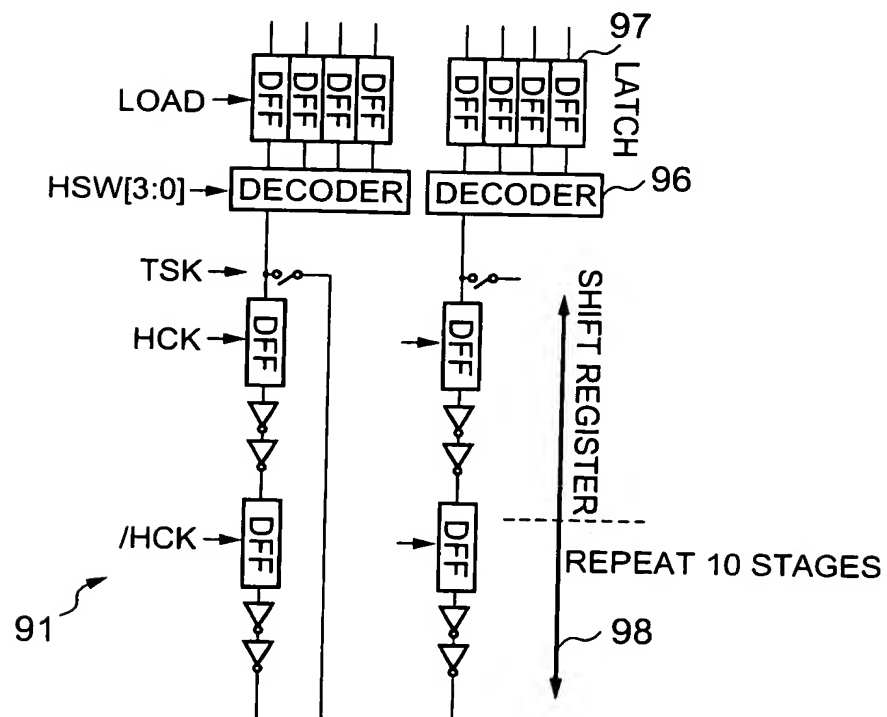 97
DFF DFF DFF DFF
DFF DFF DFF DFF
LATCH
LOAD
HSW[3:0]
DECODER
DECODER
96
TSK
HCK
DFF
DFF
SHIFT REGISTER
/HCK
DFF
DFF
REPEAT 10 STAGES
91
98